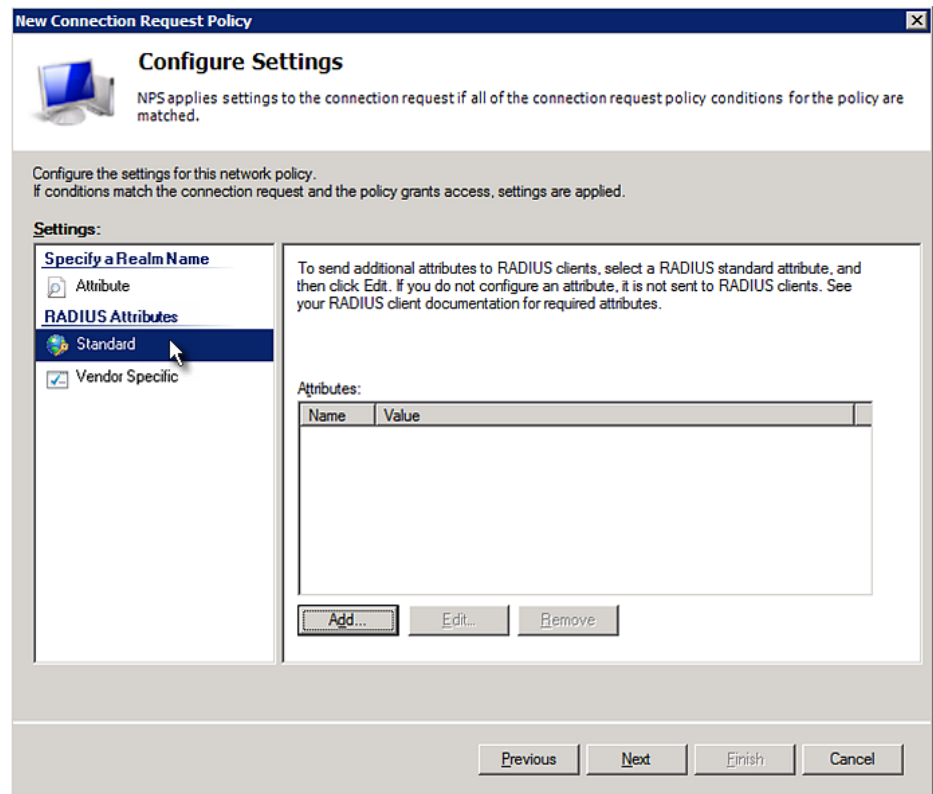 New Connection Request Policy
Configure Settings
NPS applies settings to the connection request if all of the connection request policy conditions for the policy are
matched.
Configure the settings for this network policy.
If conditions match the connection request and the policy grants access, settings are applied.
Settings:
Specify a Realm Name
Attribute
RADIUS Attributes
Standard
Vendor Specific
To send additional attributes to RADIUS clients, select a RADIUS standard attribute, and
then click Edit. If you do not configure an attribute, it is not sent to RADIUS clients. See
your RADIUS client documentation for required attributes.
Attributes:
Name Value
Add... Edit... Remove
Previous Next Finish Cancel